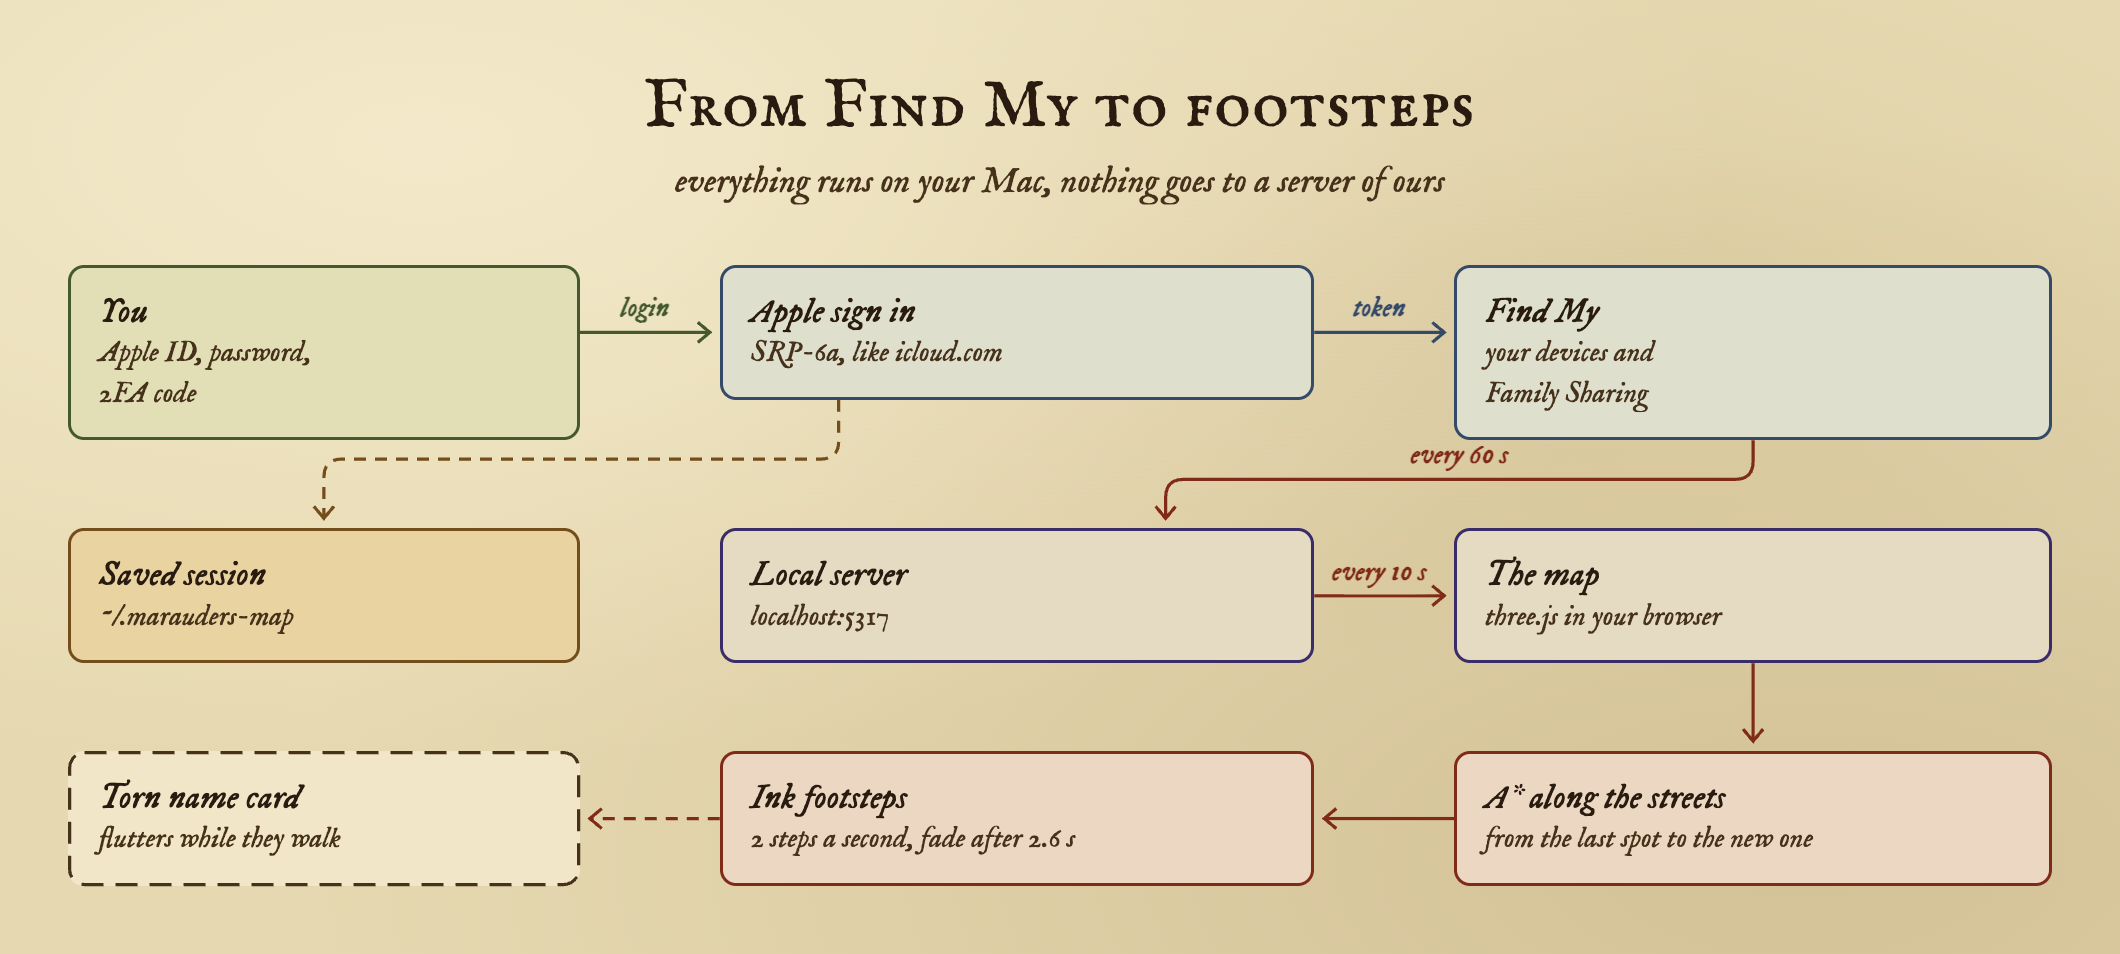 From Find My to footsteps
everything runs on your Mac, nothing goes to a server of ours
You
Apple ID, password,
2FA code
login
Apple sign in
SRP-6a, like icloud.com
token
Find My
your devices and
Family Sharing
every 60 s
Saved session
~/.marauders-map
Local server
localhost:5317
every 10 s
The map
three.js in your browser
Torn name card
flutters while they walk
Ink footsteps
2 steps a second, fade after 2.6 s
A* along the streets
from the last spot to the new one